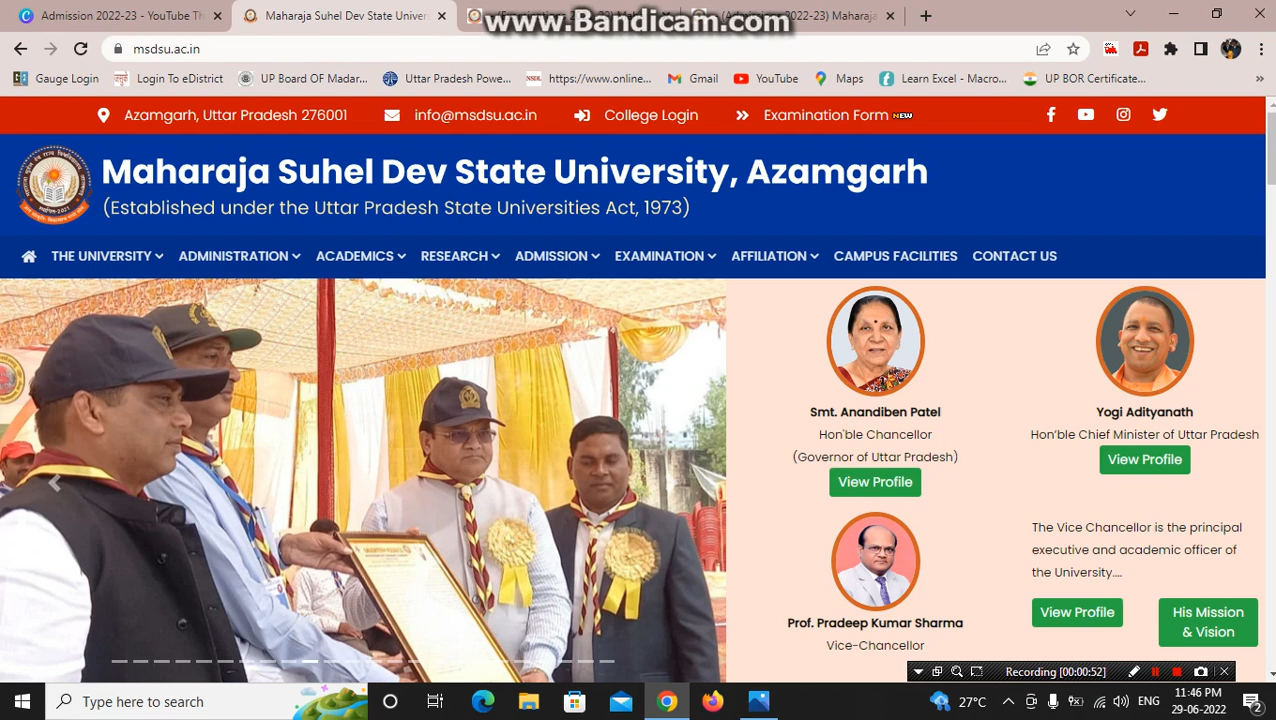 Admission 2022-23 - YouTube Th
Maharaja Suhel Dev State Univers
(Admission 2022-23) Maharaja
www.Bandicam.com
msdsu.ac.in
Gauge Login
Login To eDistrict
UP Board OF Madar...
Uttar Pradesh Powe...
NSDL
https://www.online...
Gmail
YouTube
Maps
Learn Excel - Macro...
UP BOR Certificate...
Azamgarh, Uttar Pradesh 276001
info@msdsu.ac.in
College Login
Examination Form NEW
Maharaja Suhel Dev State University, Azamgarh
(Established under the Uttar Pradesh State Universities Act, 1973)
THE UNIVERSITY
ADMINISTRATION
ACADEMICS
RESEARCH
ADMISSION
EXAMINATION
AFFILIATION
CAMPUS FACILITIES
CONTACT US
Smt. Anandiben Patel
Hon'ble Chancellor
(Governor of Uttar Pradesh)
View Profile
Yogi Adityanath
Hon'ble Chief Minister of Uttar Pradesh
View Profile
Prof. Pradeep Kumar Sharma
Vice-Chancellor
The Vice Chancellor is the principal
executive and academic officer of
the University....
View Profile
His Mission
& Vision
Recording [00:00:52]
Type here to search
27°C
ENG
11:46 PM
29-06-2022
2